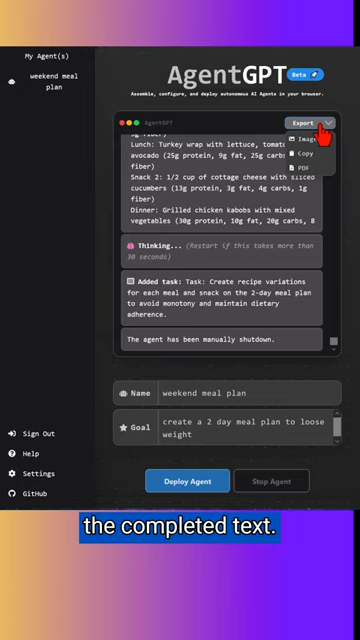 My Agent(s)
weekend meal
plan
AgentGPT
Beta
Assemble, configure, and deploy autonomous AI Agents in your browser.
AgentGPT
Export
Image
Copy
PDF
5g fiber)
Lunch: Turkey wrap with lettuce, tomato
avocado (25g protein, 9g fat, 25g carbs
fiber)
Snack 2: 1/2 cup of cottage cheese with sliced
cucumbers (13g protein, 3g fat, 4g carbs, 1g
fiber)
Dinner: Grilled chicken kabobs with mixed
vegetables (39g protein, 9g fat, 20g carbs, 8
Thinking... (Restart if this takes more than
30 seconds)
Added task: Task: Create recipe variations
for each meal and snack on the 2-day meal plan
to avoid monotony and maintain dietary
adherence.
The agent has been manually shutdown.
Name
weekend meal plan
Goal
create a 2 day meal plan to loose
weight
Sign Out
Help
Settings
GitHub
Deploy Agent
Stop Agent
the completed text.